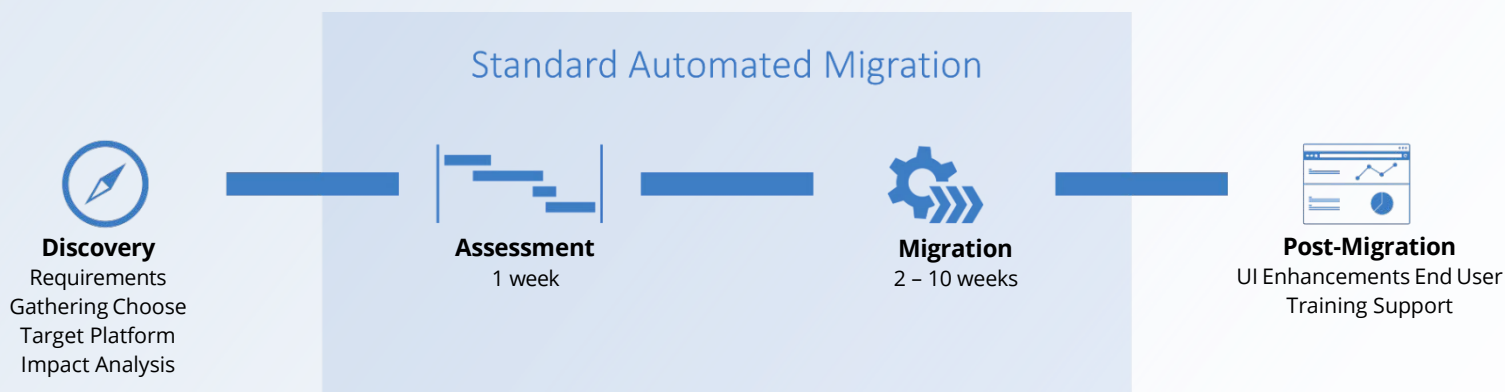 Standard Automated Migration
Discovery
Requirements
Gathering Choose
Target Platform
Impact Analysis
Assessment
1 week
Migration
2 – 10 weeks
Post-Migration
UI Enhancements End User
Training Support